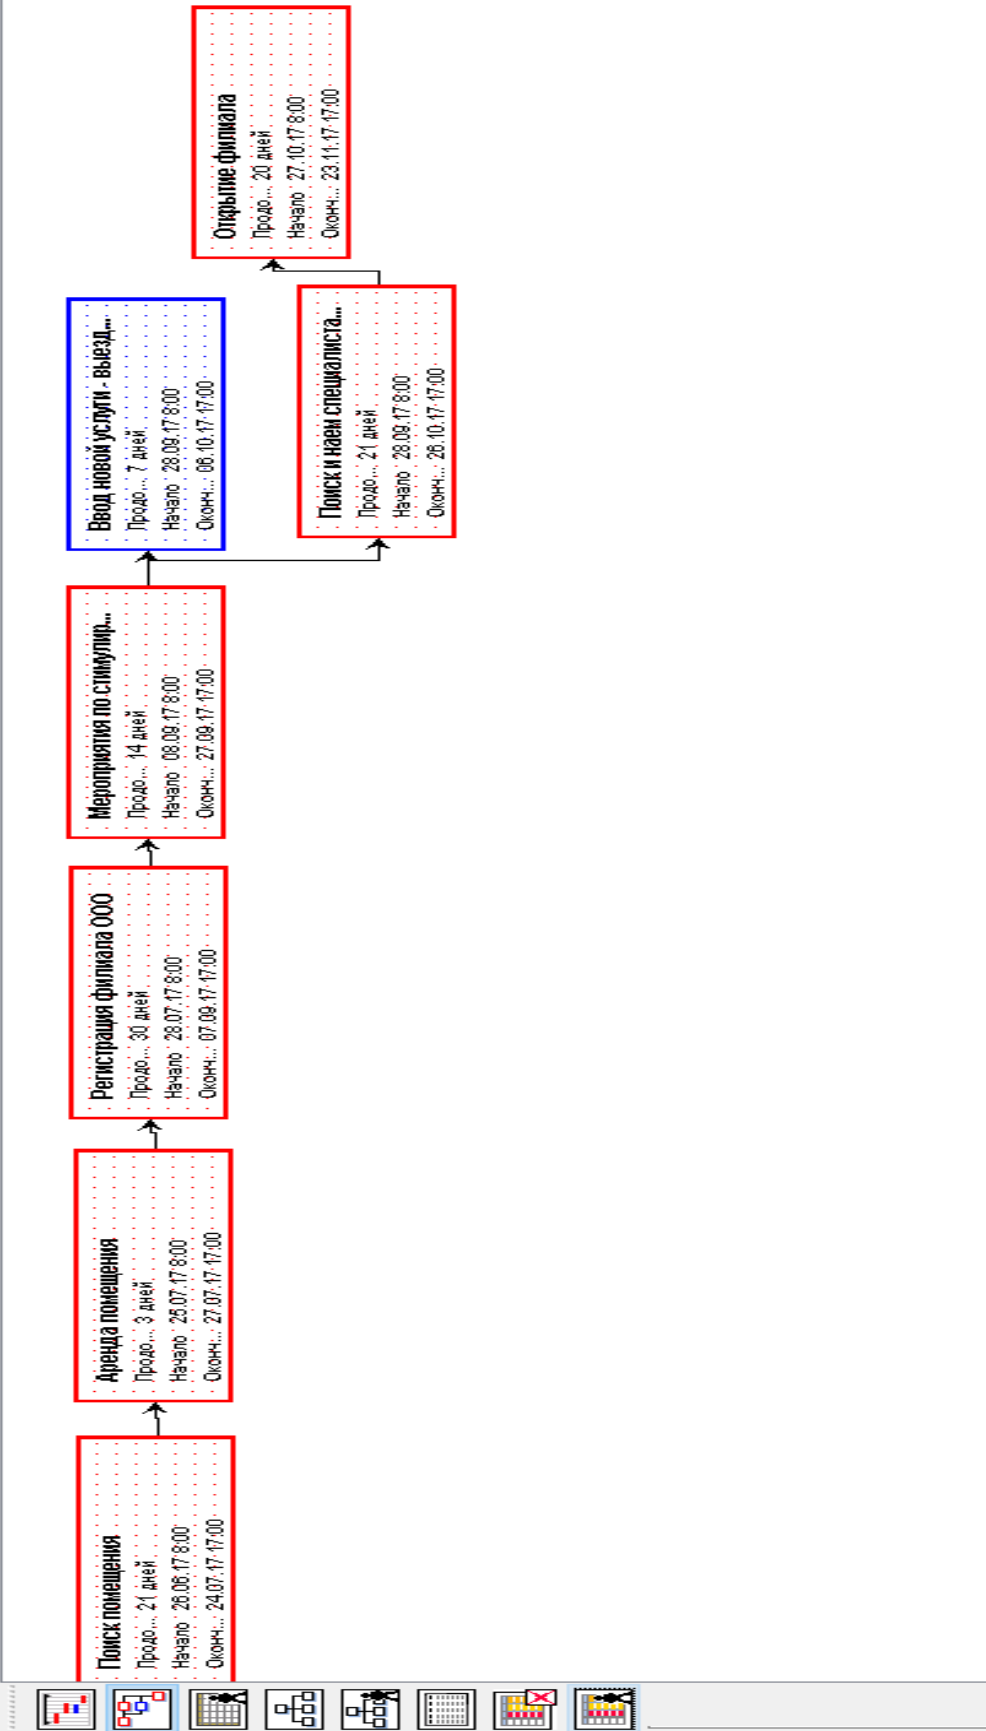 Поиск помещения
Продо... 21 дней
Начало 26.06.17 8:00
Оконч... 24.07.17 17:00
Аренда помещения
Продо... 3 дней
Начало 25.07.17 8:00
Оконч... 27.07.17 17:00
Регистрация филиала ООО
Продо... 30 дней
Начало 28.07.17 8:00
Оконч... 07.09.17 17:00
Мероприятия по стимулир...
Продо... 14 дней
Начало 08.09.17 8:00
Оконч... 27.09.17 17:00
Ввод новой услуги - выезд...
Продо... 7 дней
Начало 28.09.17 8:00
Оконч... 06.10.17 17:00
Поиск и наем специалиста...
Продо... 21 дней
Начало 28.09.17 8:00
Оконч... 26.10.17 17:00
Открытие филиала
Продо... 20 дней
Начало 27.10.17 8:00
Оконч... 23.11.17 17:00